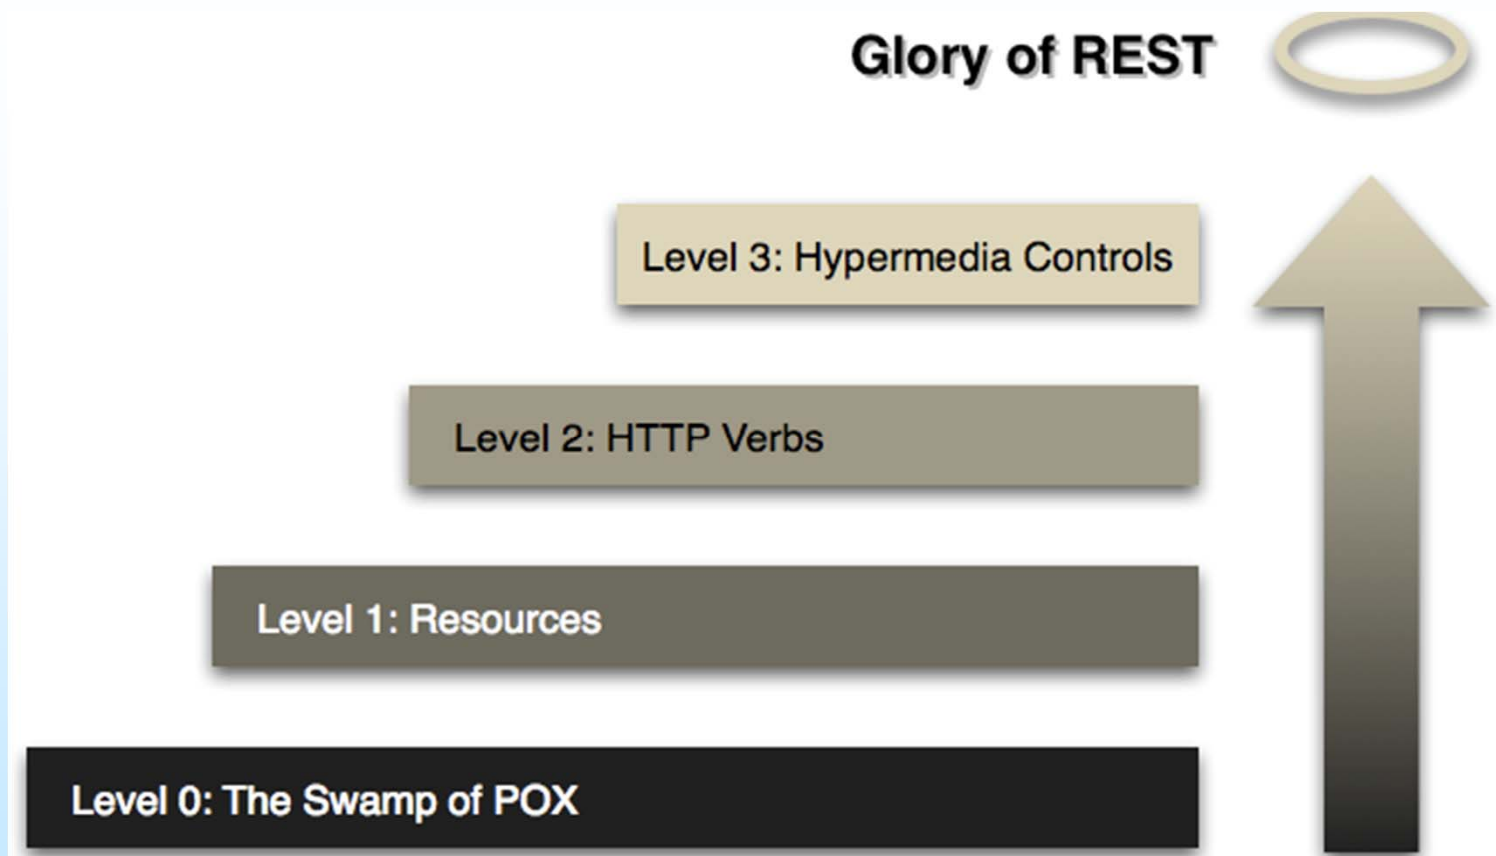 Glory of REST
Level 3: Hypermedia Controls
Level 2: HTTP Verbs
Level 1: Resources
Level 0: The Swamp of POX